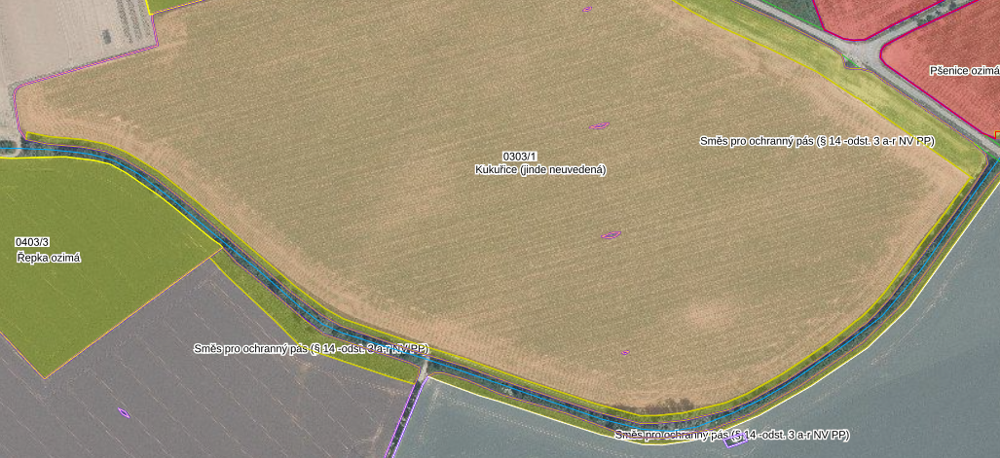 Pšenice ozimá
Směs pro ochranný pás (§ 14 -odst. 3 a-r NV PP)
0303/1
Kukuřice (jinde neuvedená)
0403/3
Řepka ozimá
Směs pro ochranný pás (§ 14 -odst. 3 a-r NV PP)
Směs pro ochranný pás (§ 14 -odst. 3 a-r NV PP)